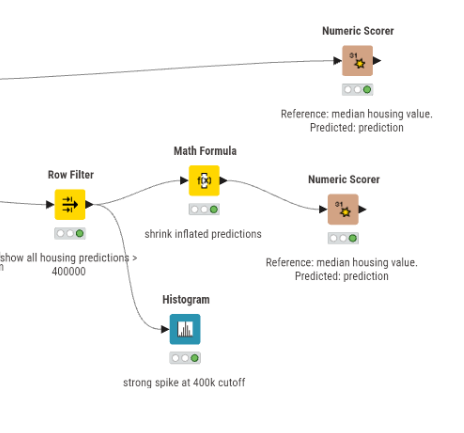 Numeric Scorer
Reference: median housing value.
Predicted: prediction
Math Formula
f(x)
shrink inflated predictions
Row Filter
show all housing predictions >
400000
Numeric Scorer
Reference: median housing value.
Predicted: prediction
Histogram
strong spike at 400k cutoff